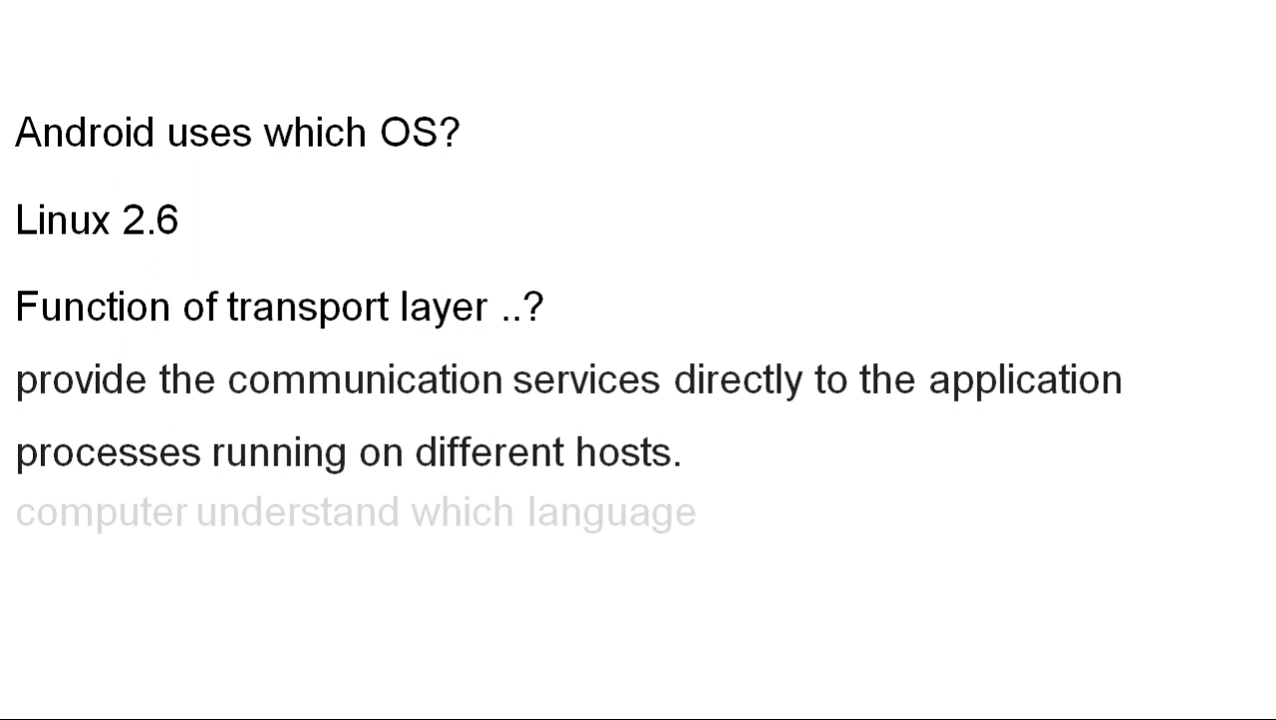 Android uses which OS?
Linux 2.6
Function of transport layer ..?
provide the communication services directly to the application
processes running on different hosts.
computer understand which language